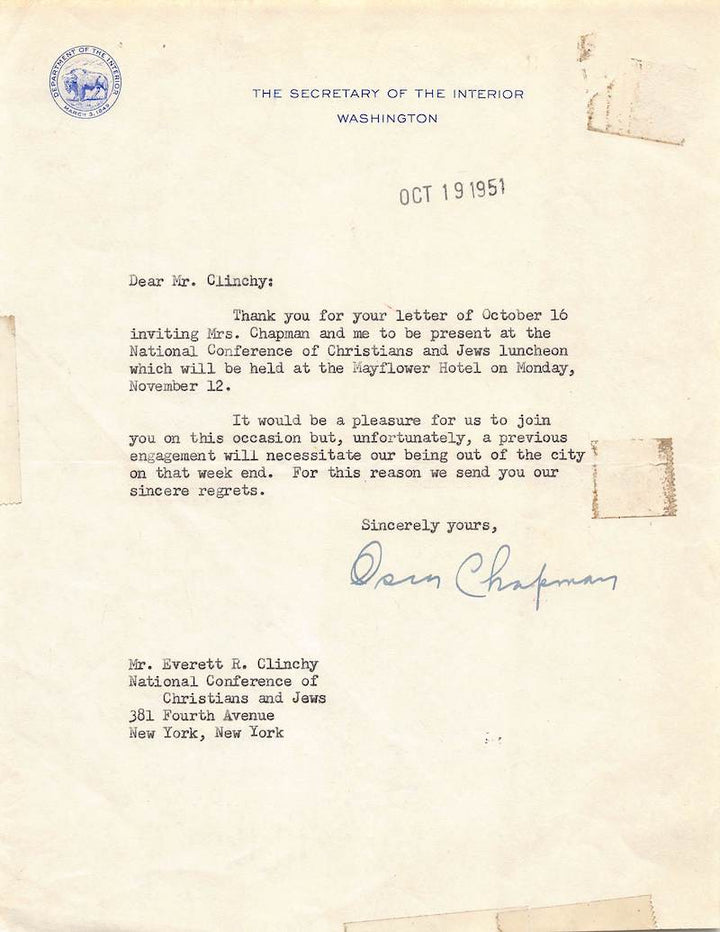 DEPARTMENT OF THE INTERIOR
MARCH 3, 1849
THE SECRETARY OF THE INTERIOR
WASHINGTON
OCT 19 1951
Dear Mr. Clinchy:
Thank you for your letter of October 16
inviting Mrs. Chapman and me to be present at the
National Conference of Christians and Jews luncheon
which will be held at the Mayflower Hotel on Monday,
November 12.
It would be a pleasure for us to join
you on this occasion but, unfortunately, a previous
engagement will necessitate our being out of the city
on that week end.  For this reason we send you our
sincere regrets.
Sincerely yours,
Oscar Chapman
Mr. Everett R. Clinchy
National Conference of
Christians and Jews
381 Fourth Avenue
New York, New York